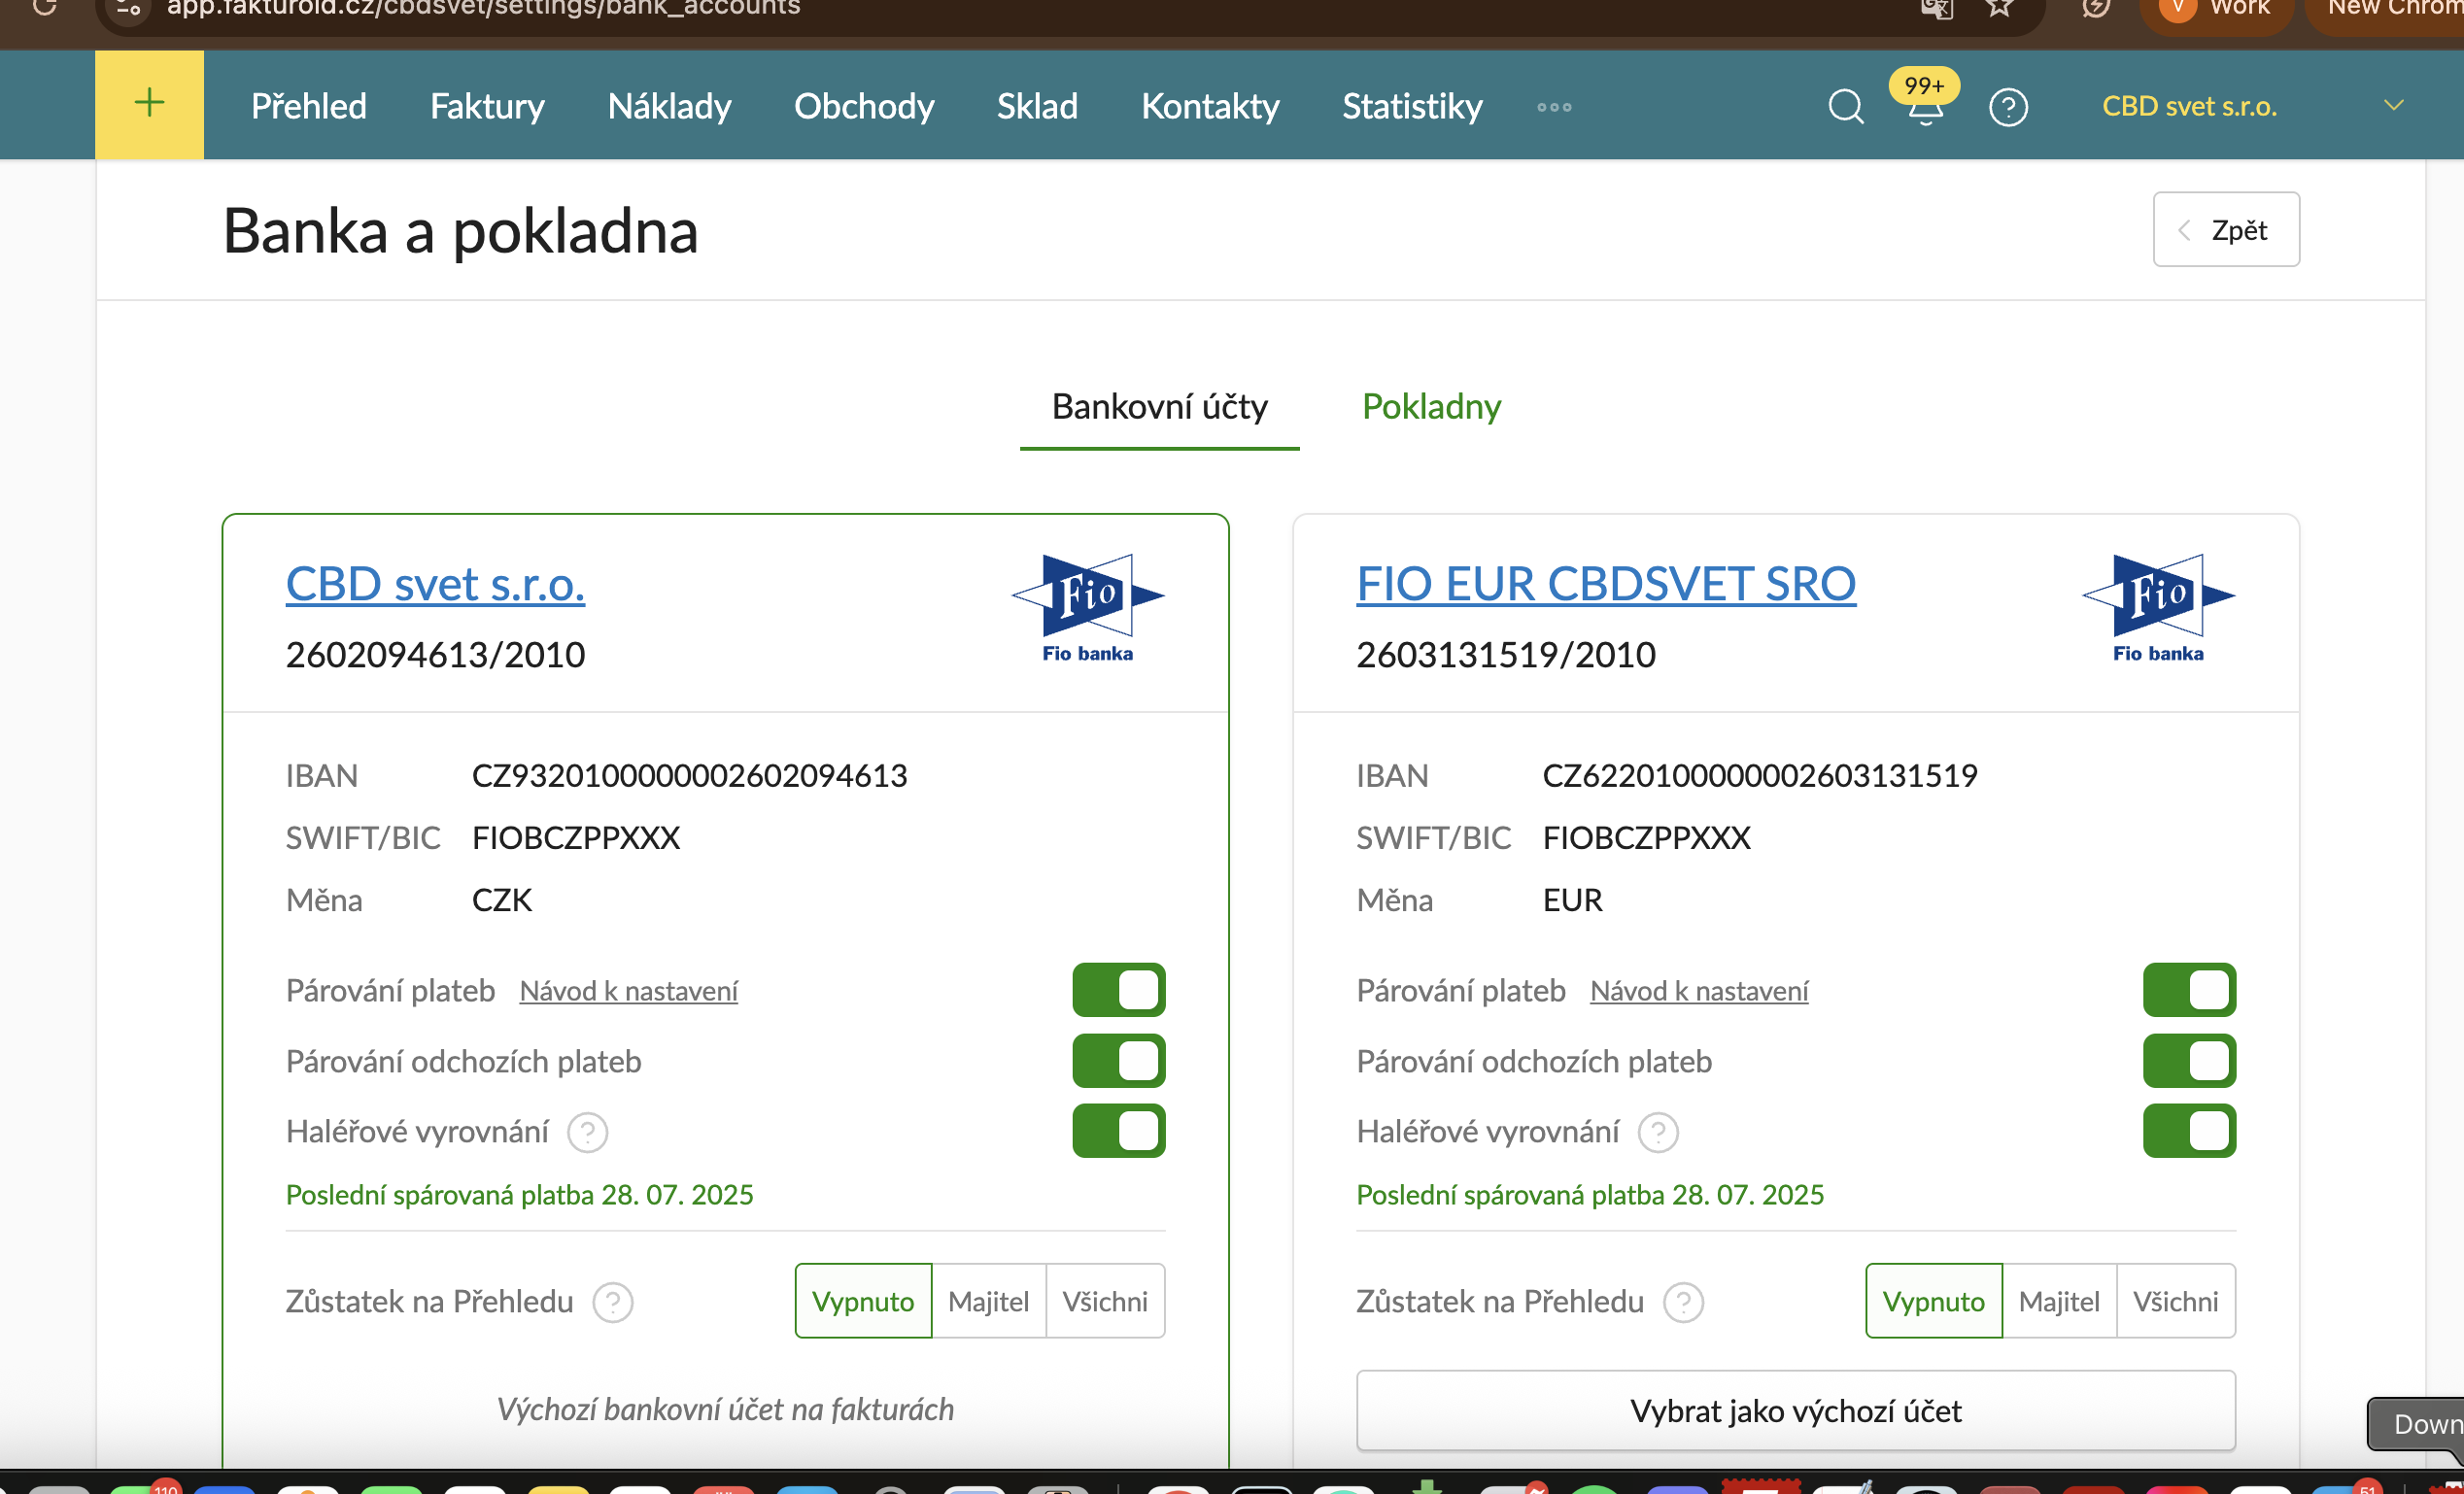 app.fakturoid.cz/cbdsvet/settings/bank_accounts
V Work
New Chrom
+ Přehled Faktury Náklady Obchody Sklad Kontakty Statistiky
99+
?
CBD svet s.r.o.
Banka a pokladna
Zpět
Bankovní účty
Pokladny
CBD svet s.r.o.
2602094613/2010
Fio
Fio banka
IBAN CZ9320100000002602094613
SWIFT/BIC FIOBCZPPXXX
Měna CZK
Párování plateb Návod k nastavení
Párování odchozích plateb
Haléřové vyrovnání ?
Poslední spárovaná platba 28. 07. 2025
Zůstatek na Přehledu ? Vypnuto Majitel Všichni
Výchozí bankovní účet na fakturách
FIO EUR CBDSVET SRO
2603131519/2010
Fio
Fio banka
IBAN CZ6220100000002603131519
SWIFT/BIC FIOBCZPPXXX
Měna EUR
Párování plateb Návod k nastavení
Párování odchozích plateb
Haléřové vyrovnání ?
Poslední spárovaná platba 28. 07. 2025
Zůstatek na Přehledu ? Vypnuto Majitel Všichni
Vybrat jako výchozí účet
Down
110
51